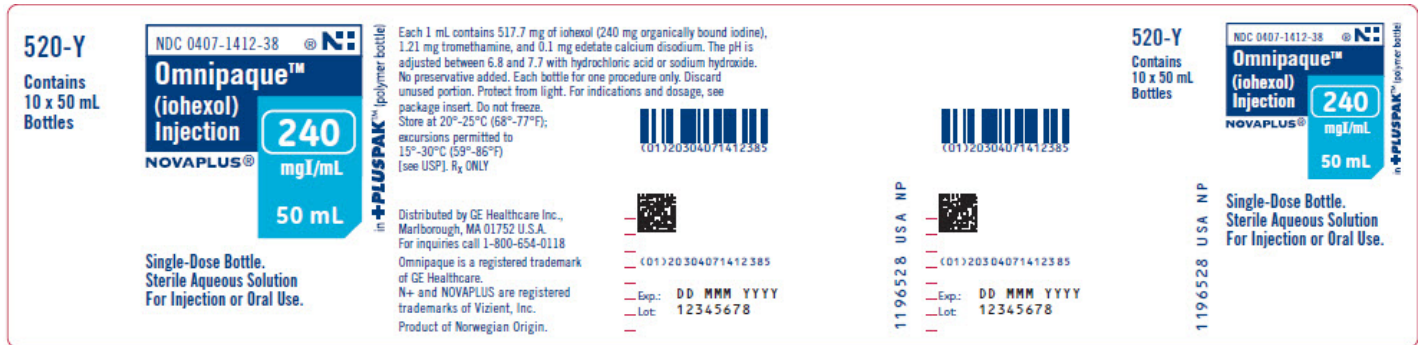 520-Y
Contains
10 x 50 mL
Bottles
NDC 0407-1412-38 ® N
Omnipaque™
(iohexol)
Injection
240
mgI/mL
NOVAPLUS®
50 mL
in +PLUSPAK™ (polymer bottle)
Single-Dose Bottle.
Sterile Aqueous Solution
For Injection or Oral Use.
Each 1 mL contains 517.7 mg of iohexol (240 mg organically bound iodine),
1.21 mg tromethamine, and 0.1 mg edetate calcium disodium. The pH is
adjusted between 6.8 and 7.7 with hydrochloric acid or sodium hydroxide.
No preservative added. Each bottle for one procedure only. Discard
unused portion. Protect from light. For indications and dosage, see
package insert. Do not freeze.
Store at 20°-25°C (68°-77°F);
excursions permitted to
15°-30°C (59°-86°F)
[see USP]. Rx ONLY
Distributed by GE Healthcare Inc.,
Marlborough, MA 01752 U.S.A.
For inquiries call 1-800-654-0118
Omnipaque is a registered trademark
of GE Healthcare.
N+ and NOVAPLUS are registered
trademarks of Vizient, Inc.
Product of Norwegian Origin.
(01)20304071412385
(01)20304071412385
Exp.: DD MMM YYYY
Lot: 12345678
1196528 USA NP
(01)20304071412385
(01)20304071412385
Exp.: DD MMM YYYY
Lot: 12345678
520-Y
Contains
10 x 50 mL
Bottles
NDC 0407-1412-38 ® N
Omnipaque™
(iohexol)
Injection
240
mgI/mL
NOVAPLUS®
50 mL
in +PLUSPAK™ (polymer bottle)
1196528 USA NP
Single-Dose Bottle.
Sterile Aqueous Solution
For Injection or Oral Use.